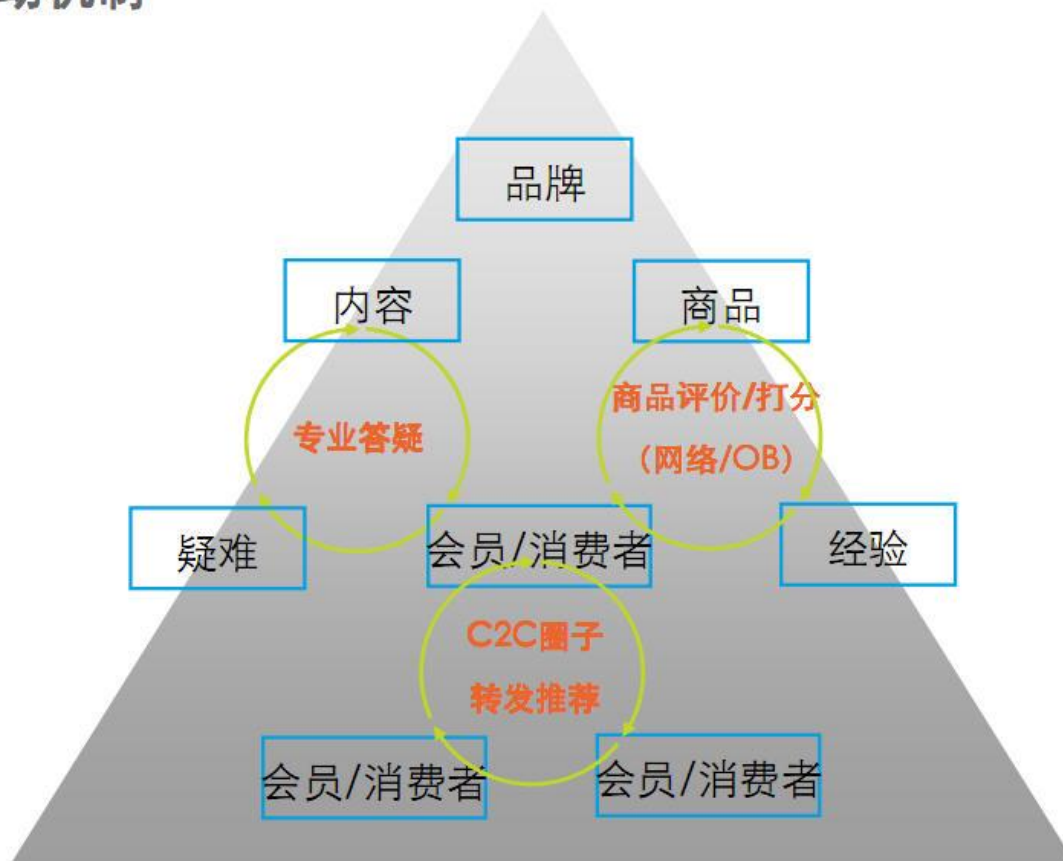 品牌
内容
商品
专业答疑
商品评价/打分
（网络/OB）
疑难
会员/消费者
经验
C2C圈子
转发推荐
会员/消费者
会员/消费者